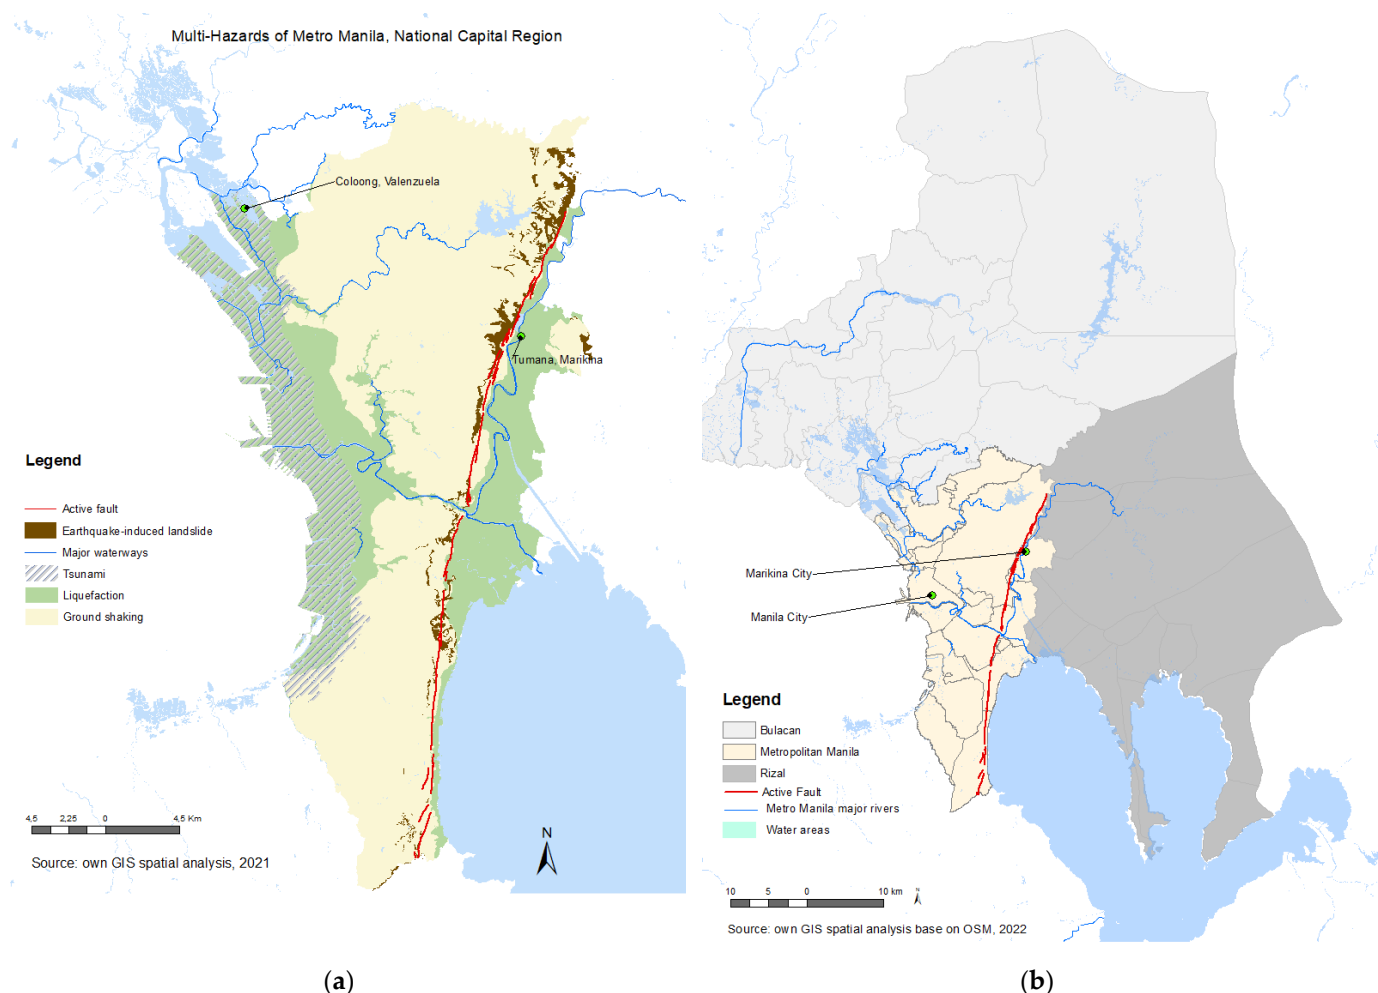 Multi-Hazards of Metro Manila, National Capital Region
Coloong, Valenzuela
Tumana, Marikina
Legend
Active fault
Earthquake-induced landslide
Major waterways
Tsunami
Liquefaction
Ground shaking
4,5 2,25 0 4,5 Km
Source: own GIS spatial analysis, 2021
N
(a)
Marikina City
Manila City
Legend
Bulacan
Metropolitan Manila
Rizal
Active Fault
Metro Manila major rivers
Water areas
10 5 0 10 km
N
Source: own GIS spatial analysis base on OSM, 2022
(b)